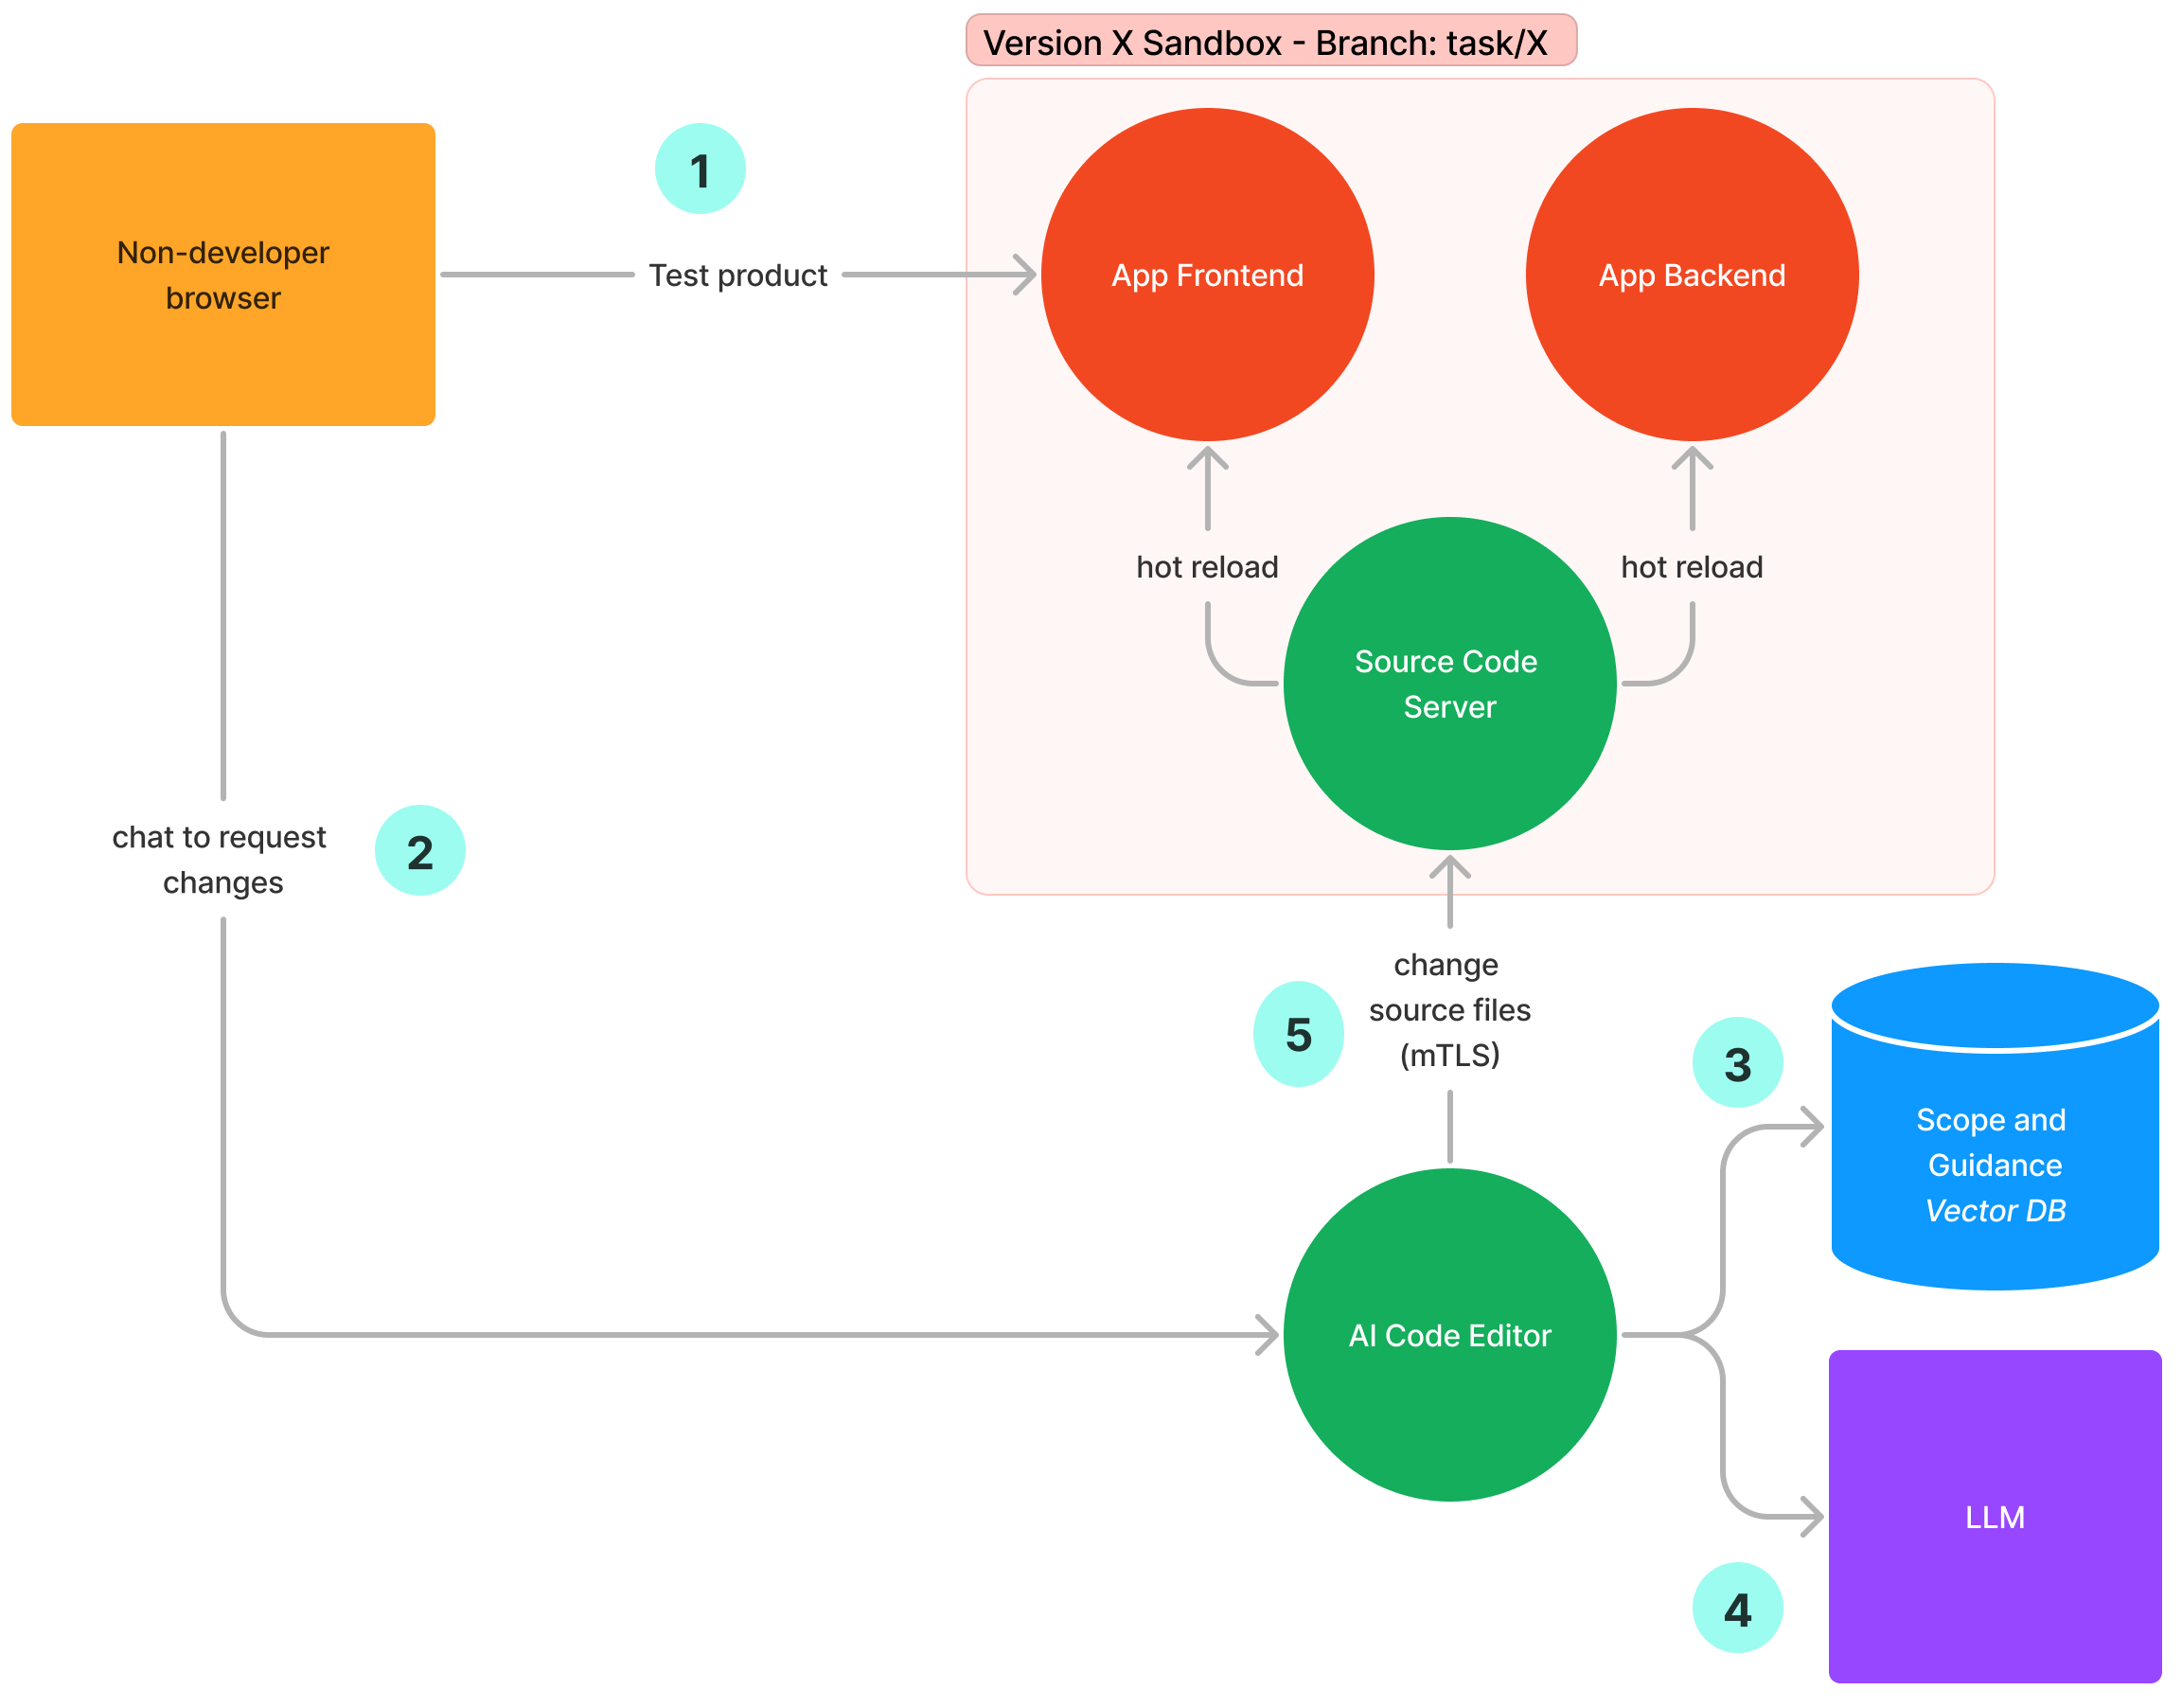 Version X Sandbox - Branch: task/X
Non-developer
browser
1
Test product
App Frontend
App Backend
hot reload
hot reload
Source Code
Server
chat to request
changes
2
change
source files
(mTLS)
5
3
Scope and
Guidance
Vector DB
AI Code Editor
LLM
4